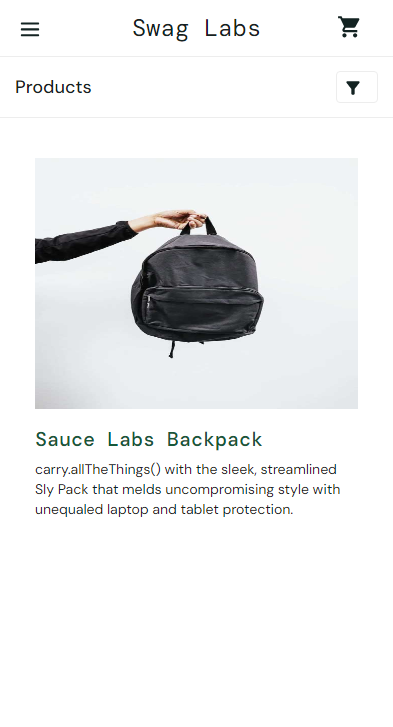 Swag Labs
Products
Sauce Labs Backpack
carry.allTheThings() with the sleek, streamlined
Sly Pack that melds uncompromising style with
unequaled laptop and tablet protection.